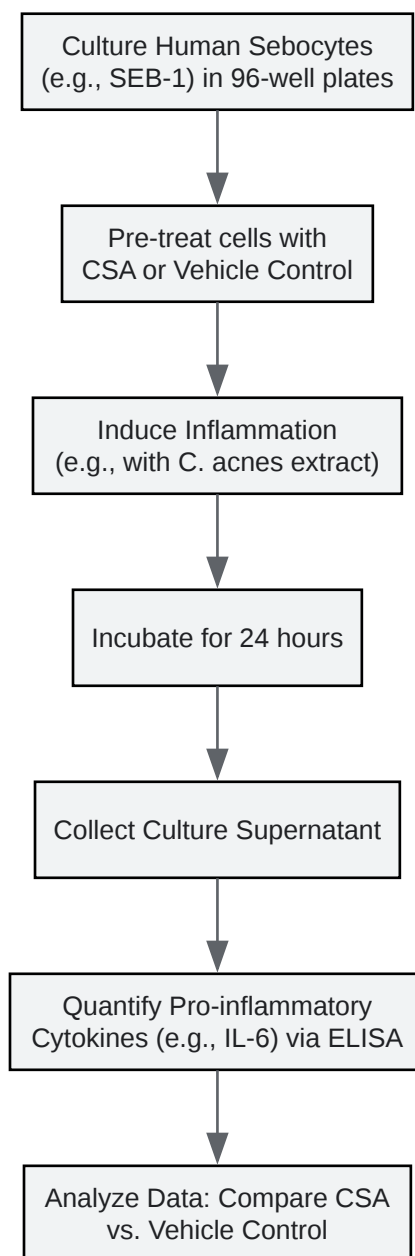 Culture Human Sebocytes
(e.g., SEB-1) in 96-well plates
Pre-treat cells with
CSA or Vehicle Control
Induce Inflammation
(e.g., with C. acnes extract)
Incubate for 24 hours
Collect Culture Supernatant
Quantify Pro-inflammatory
Cytokines (e.g., IL-6) via ELISA
Analyze Data: Compare CSA
vs. Vehicle Control